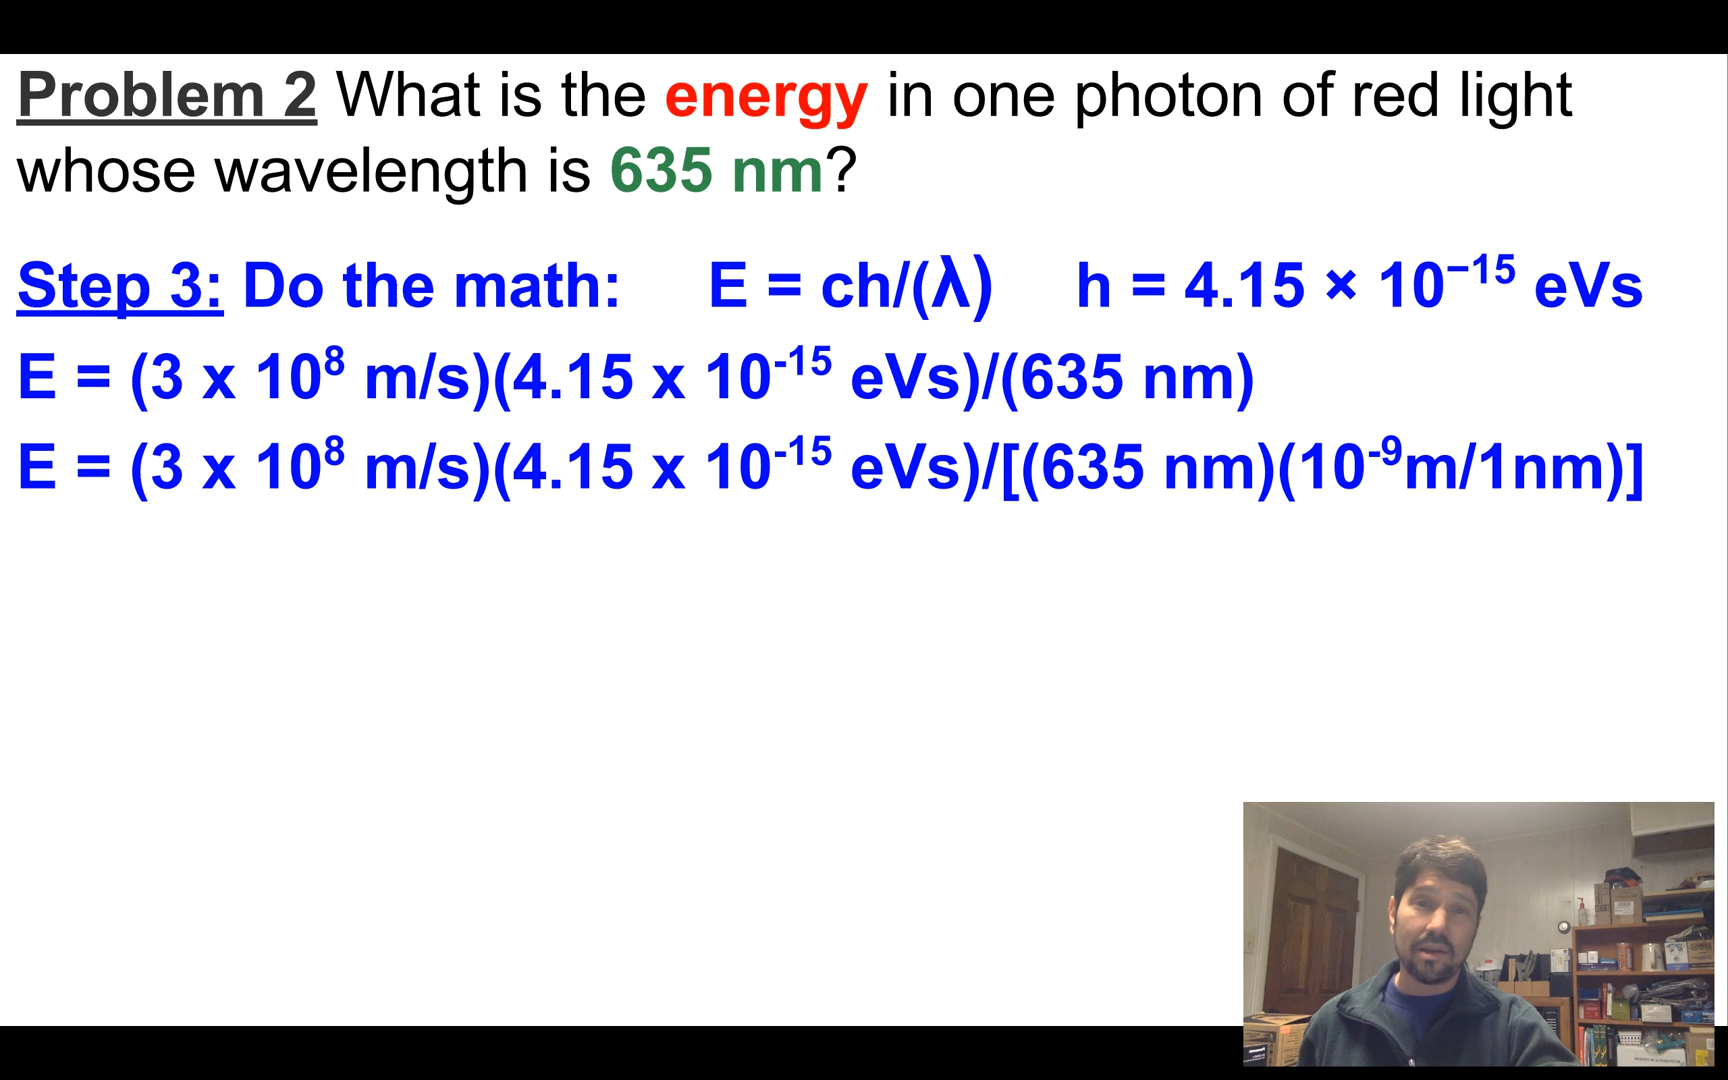 Problem 2 What is the energy in one photon of red light
whose wavelength is 635 nm?
Step 3: Do the math: E = ch/(λ) h = 4.15 × 10⁻¹⁵ eVs
E = (3 x 10⁸ m/s)(4.15 x 10⁻¹⁵ eVs)/(635 nm)
E = (3 x 10⁸ m/s)(4.15 x 10⁻¹⁵ eVs)/[(635 nm)(10⁻⁹m/1nm)]